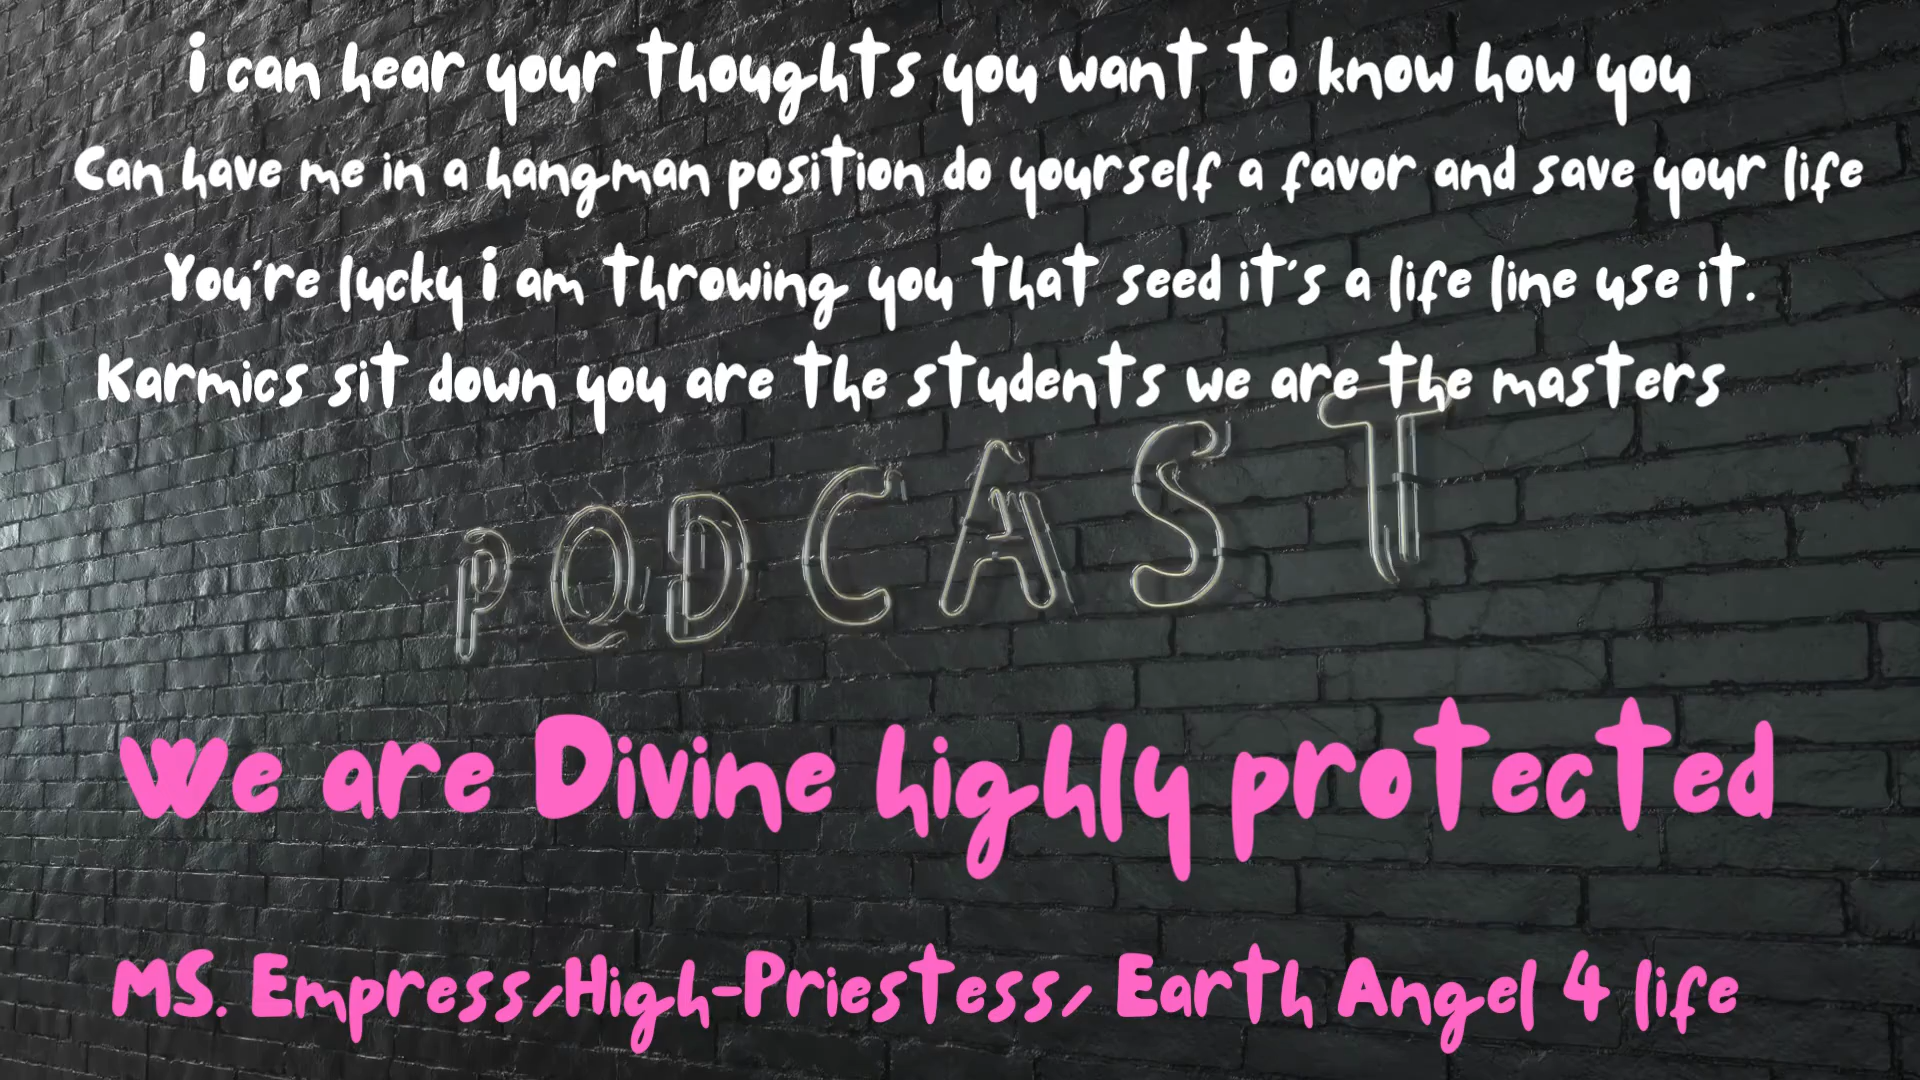 i can hear your thoughts you want to know how you
Can have me in a hangman position do yourself a favor and save your life
You're lucky i am throwing you that seed it's a life line use it.
Karmics sit down you are the students we are the masters
PODCAST
We are Divine highly protected
MS. Empress/High-Priestess/ Earth Angel 4 life